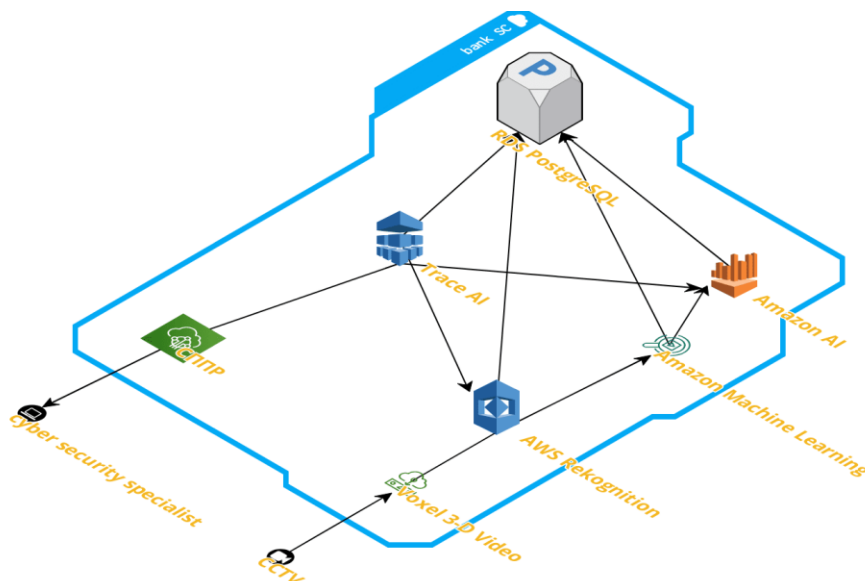 bank SC
P
RDS PostgreSQL
Trace AI
Amazon AI
СППР
Amazon Machine Learning
cyber security specialist
AWS Rekognition
Voxel 3-D Video
CCTV